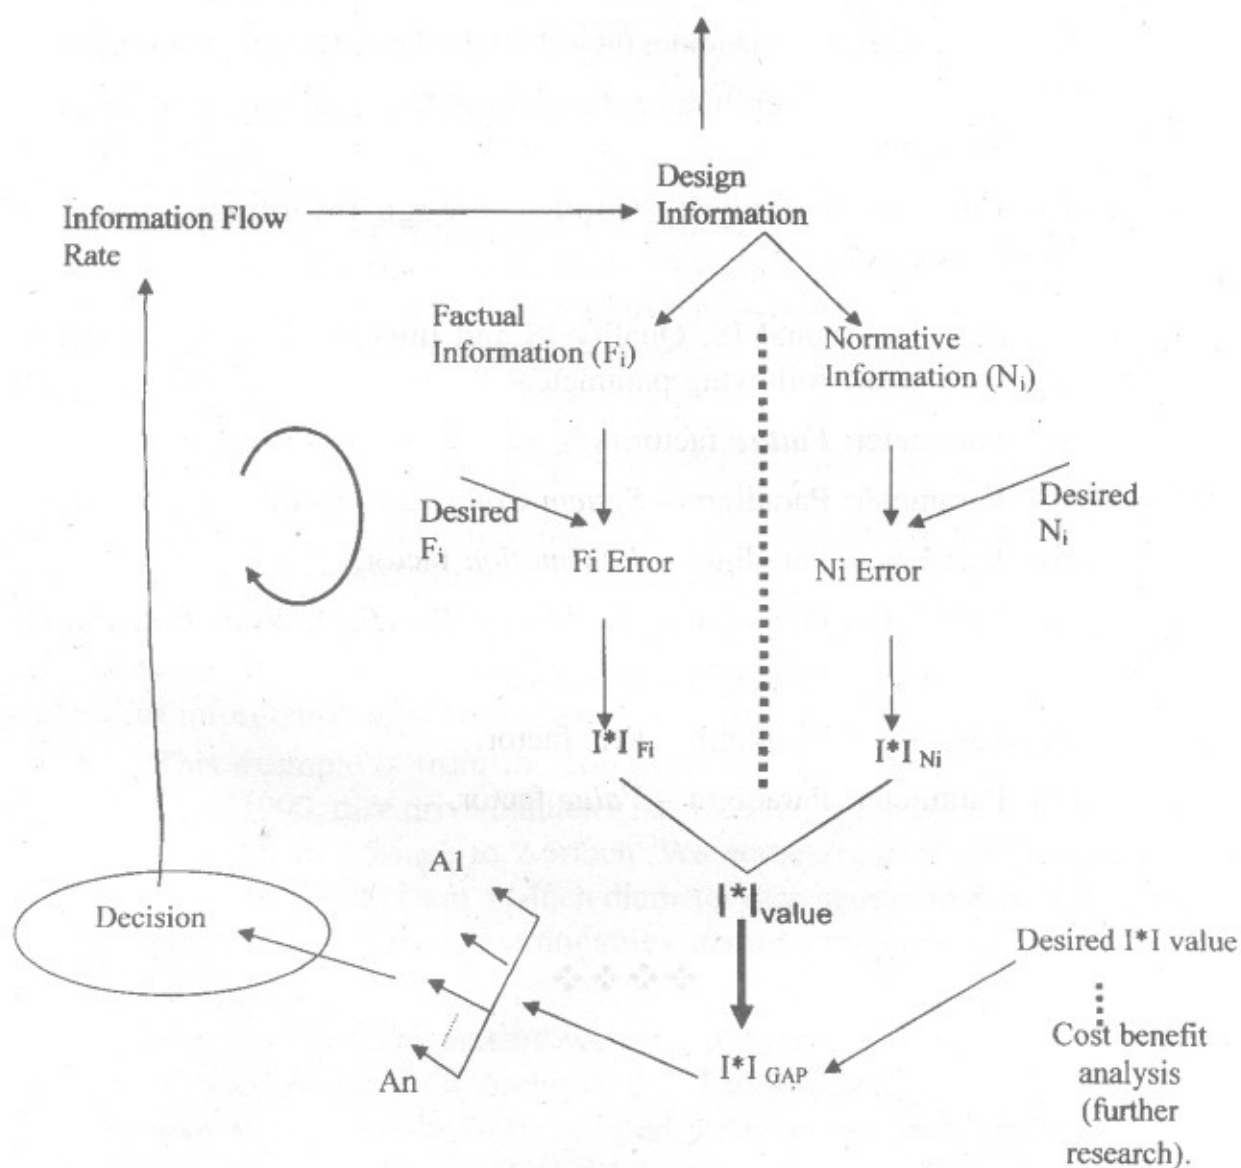 Design
Information
Information Flow
Rate
Factual
Information (Fi)
Normative
Information (Ni)
Desired
Fi
Desired
Ni
Fi Error
Ni Error
I*I Fi
I*I Ni
A1
I*Ivalue
Decision
Desired I*I value
An
I*I GAP
Cost benefit
analysis
(further
research).